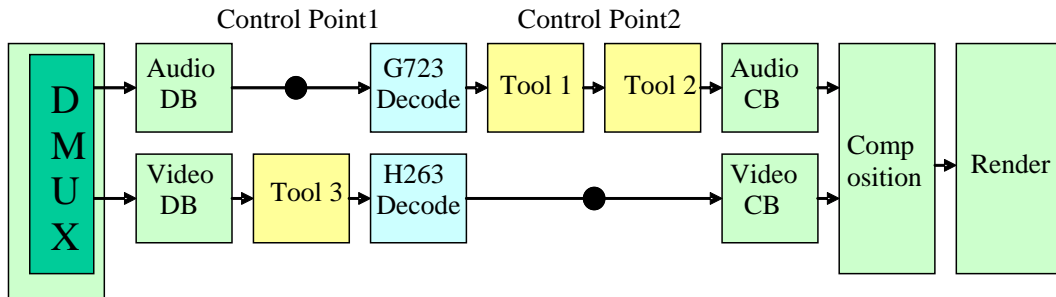 Control Point1
Control Point2
D
M
U
X
Audio
DB
G723
Decode
Tool 1
Tool 2
Audio
CB
Video
DB
Tool 3
H263
Decode
Video
CB
Comp
osition
Render